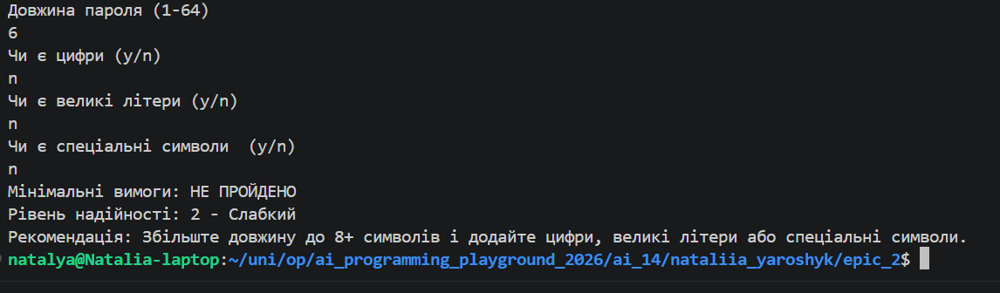 Довжина пароля (1-64)
6
Чи є цифри (y/n)
n
Чи є великі літери (y/n)
n
Чи є спеціальні символи  (y/n)
n
Мінімальні вимоги: НЕ ПРОЙДЕНО
Рівень надійності: 2 - Слабкий
Рекомендація: Збільште довжину до 8+ символів і додайте цифри, великі літери або спеціальні символи.
natalya@Natalia-laptop:~/uni/op/ai_programming_playground_2026/ai_14/nataliia_yaroshyk/epic_2$